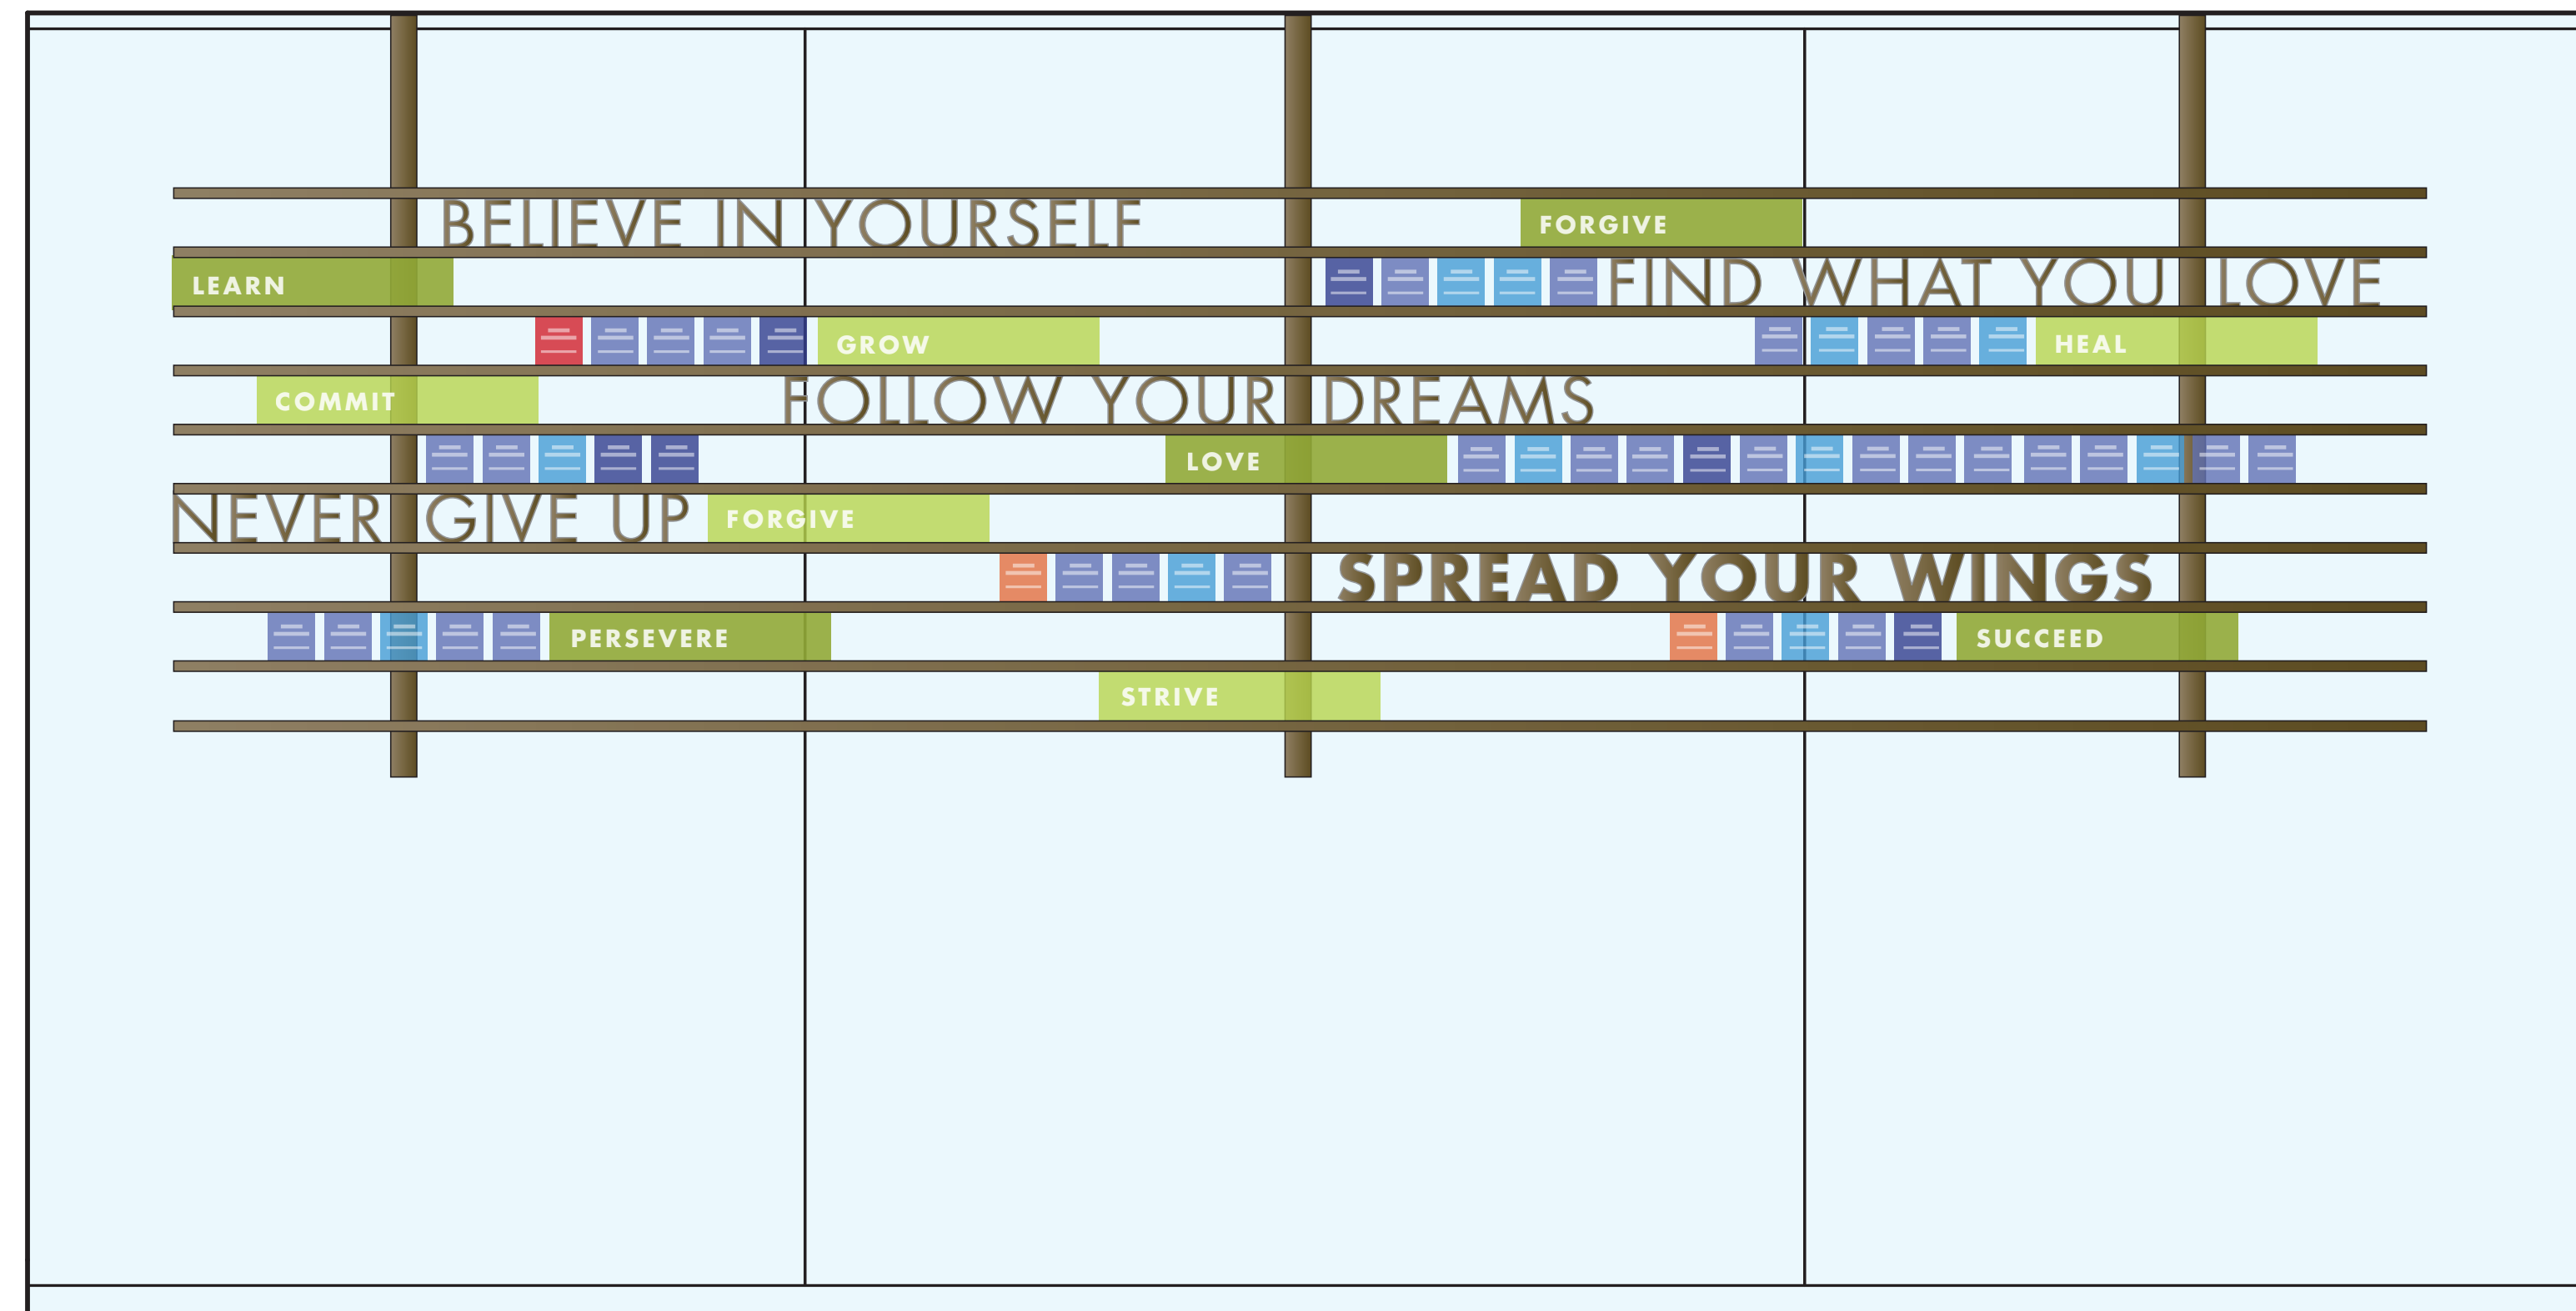 BELIEVE IN YOURSELF
FORGIVE
LEARN
FIND WHAT YOU LOVE
GROW
HEAL
COMMIT
FOLLOW YOUR DREAMS
LOVE
NEVER GIVE UP
FORGIVE
SPREAD YOUR WINGS
PERSEVERE
SUCCEED
STRIVE